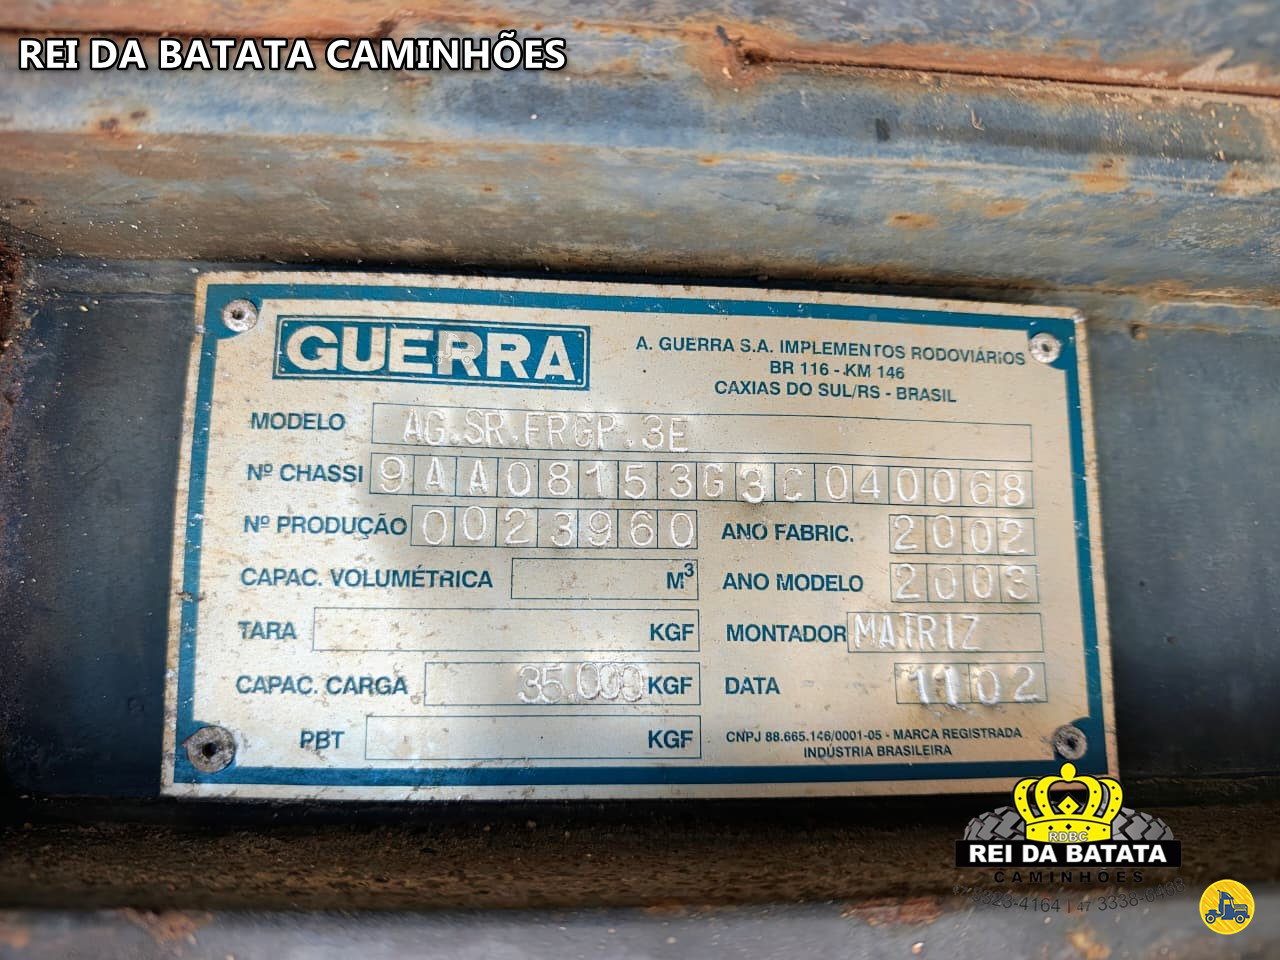 REI DA BATATA CAMINHÕES
GUERRA
A. GUERRA S.A. IMPLEMENTOS RODOVIÁRIOS
BR 116 - KM 146
CAXIAS DO SUL/RS - BRASIL
MODELO AG.SR.FRGP.3E
Nº CHASSI 9AA08153G3C040068
Nº PRODUÇÃO 0023960 ANO FABRIC. 2002
CAPAC. VOLUMÉTRICA M³ ANO MODELO 2003
TARA KGF MONTADOR MATRIZ
CAPAC. CARGA 35.000 KGF DATA 1102
PBT KGF
CNPJ 88.665.146/0001-05 - MARCA REGISTRADA
INDÚSTRIA BRASILEIRA
RDBC
REI DA BATATA
CAMINHÕES